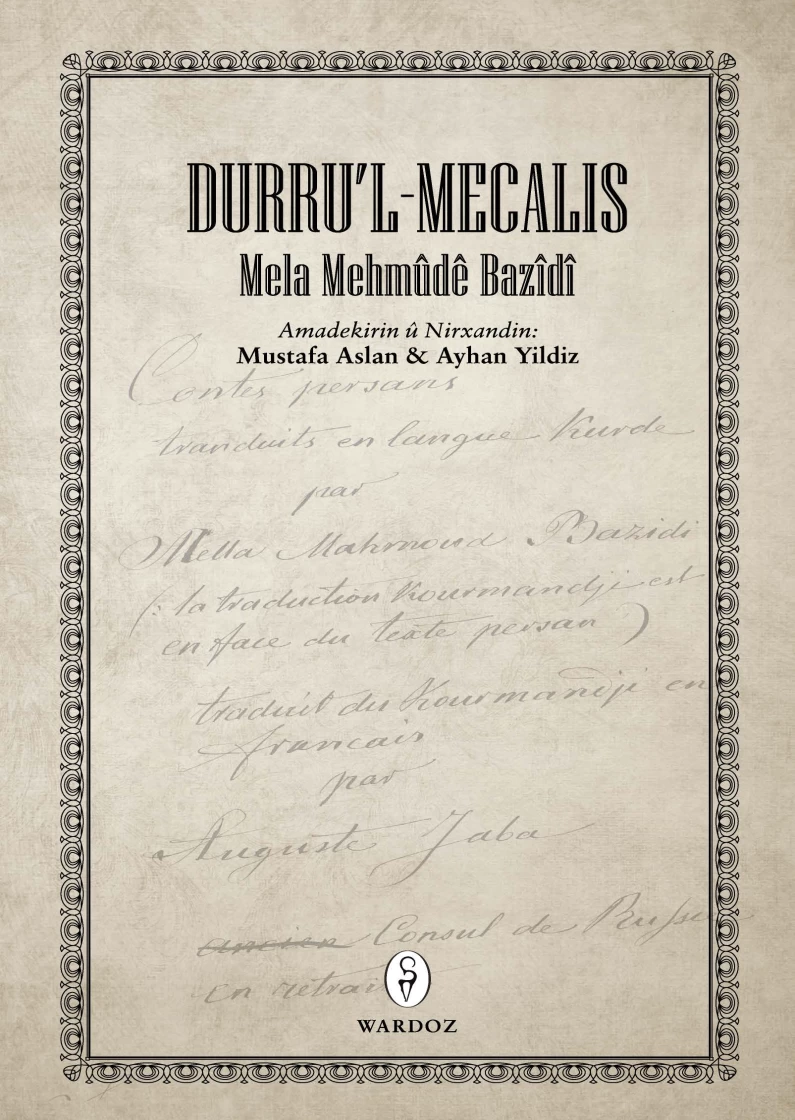 DURRU'L-MECALIS
Mela Mehmûdê Bazîdî
Amadekirin û Nirxandin:
Mustafa Aslan & Ayhan Yildiz
Contes persans
traduits en langue Kurde
par
Mella Mahmoud Bazidi
(: la traduction Kourmandji est
en face du texte persan )
traduit du Kourmandji en
francais
par
Auguste Jaba
ancien Consul de Russie
en retrait
WARDOZ